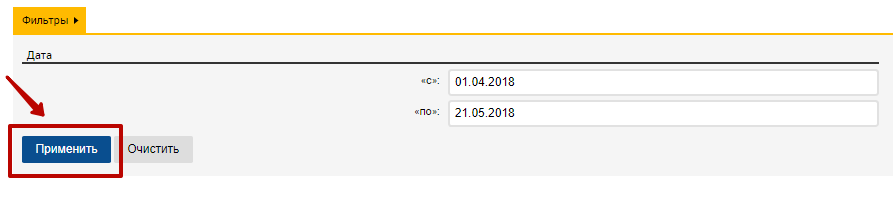 Фильтры
Дата
«с»: 01.04.2018
«по»: 21.05.2018
Применить Очистить